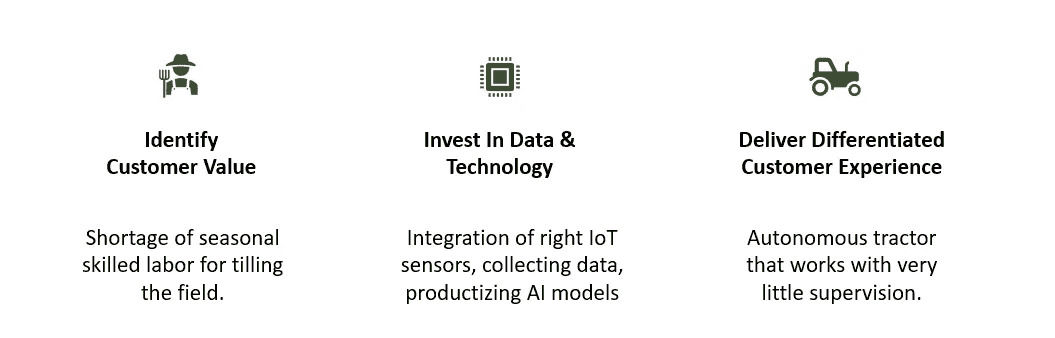 Identify
Customer Value
Shortage of seasonal
skilled labor for tilling
the field.
Invest In Data &
Technology
Integration of right IoT
sensors, collecting data,
productizing AI models
Deliver Differentiated
Customer Experience
Autonomous tractor
that works with very
little supervision.